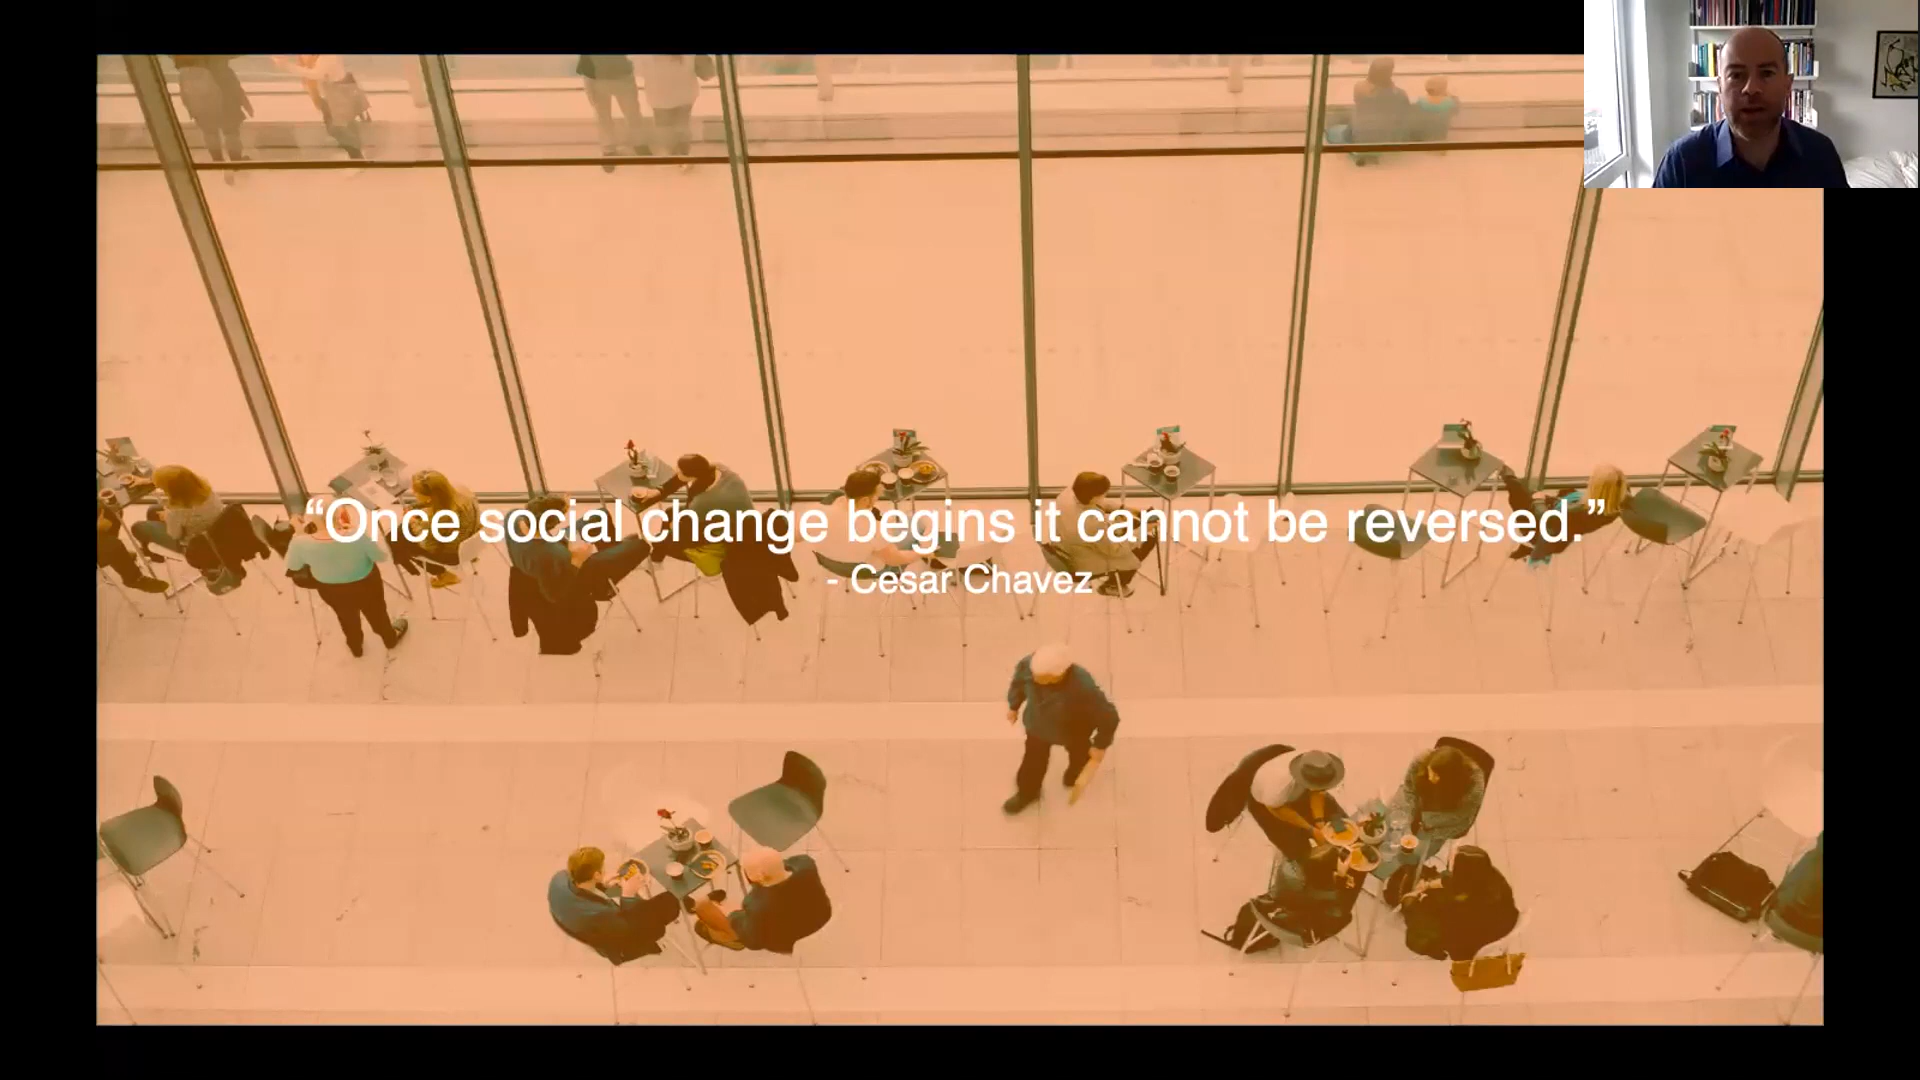 “Once social change begins it cannot be reversed.”
- Cesar Chavez